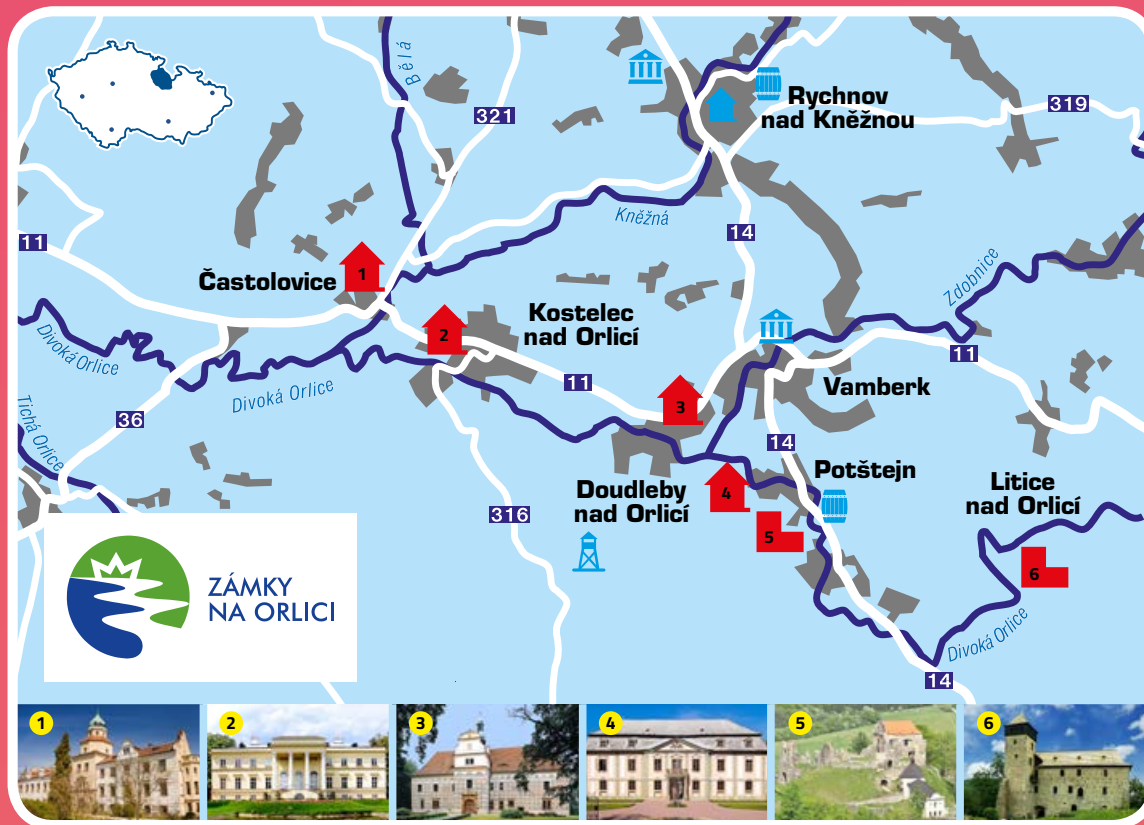 Bělá
321
Rychnov
nad Kněžnou
319
Kněžná
14
11
Častolovice
1
Kostelec
nad Orlicí
2
Zdobnice
Divoká Orlice
Divoká Orlice
11
11
3
Vamberk
Tichá Orlice
36
14
Potštejn
Litice
nad Orlicí
Doudleby
nad Orlicí
4
5
316
6
ZÁMKY
NA ORLICI
Divoká Orlice
14
1
2
3
4
5
6